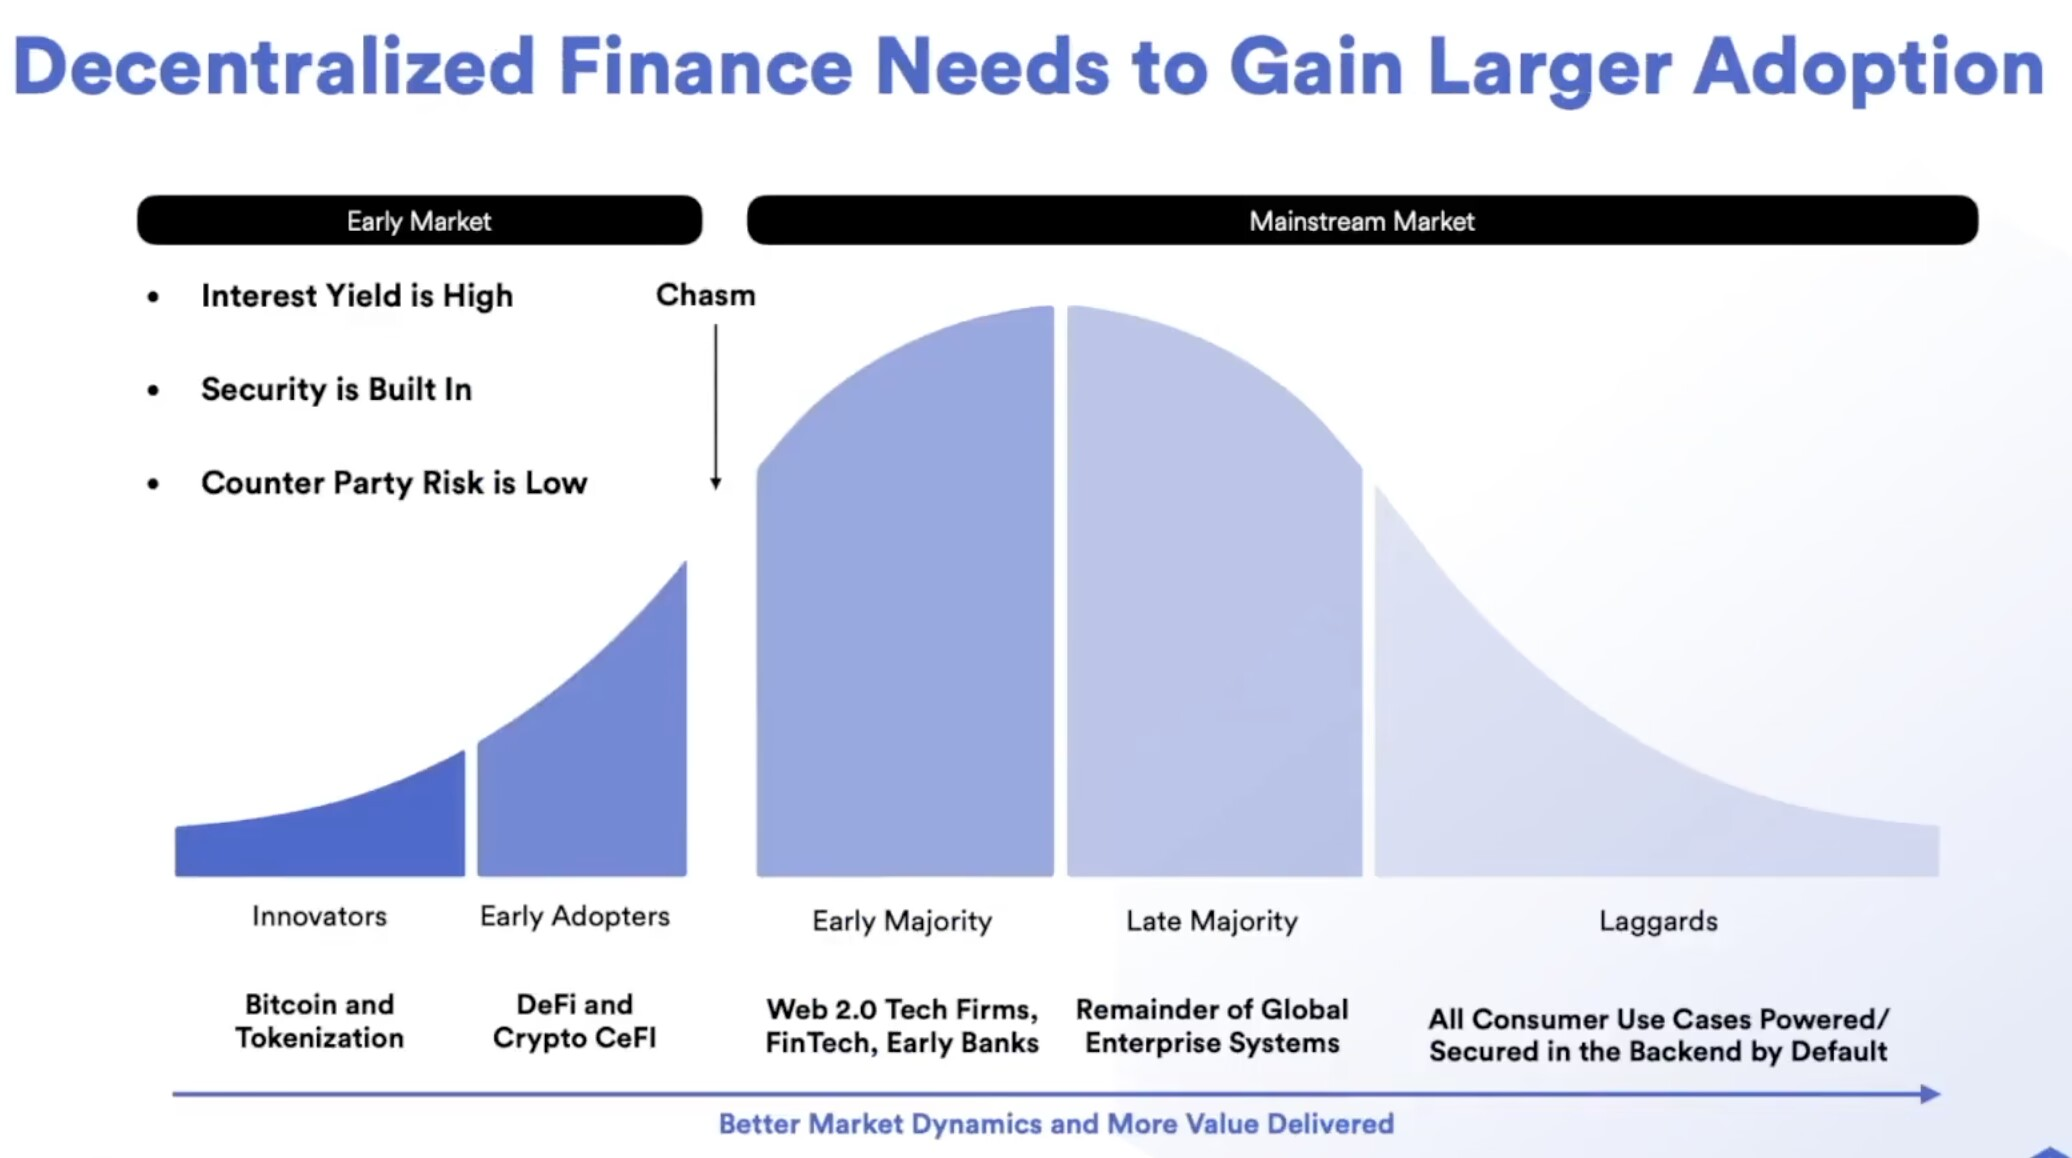 Decentralized Finance Needs to Gain Larger Adoption
Early Market
Mainstream Market
• Interest Yield is High
• Security is Built In
• Counter Party Risk is Low
Chasm
Innovators
Early Adopters
Early Majority
Late Majority
Laggards
Bitcoin and
Tokenization
DeFi and
Crypto CeFI
Web 2.0 Tech Firms,
FinTech, Early Banks
Remainder of Global
Enterprise Systems
All Consumer Use Cases Powered/
Secured in the Backend by Default
Better Market Dynamics and More Value Delivered